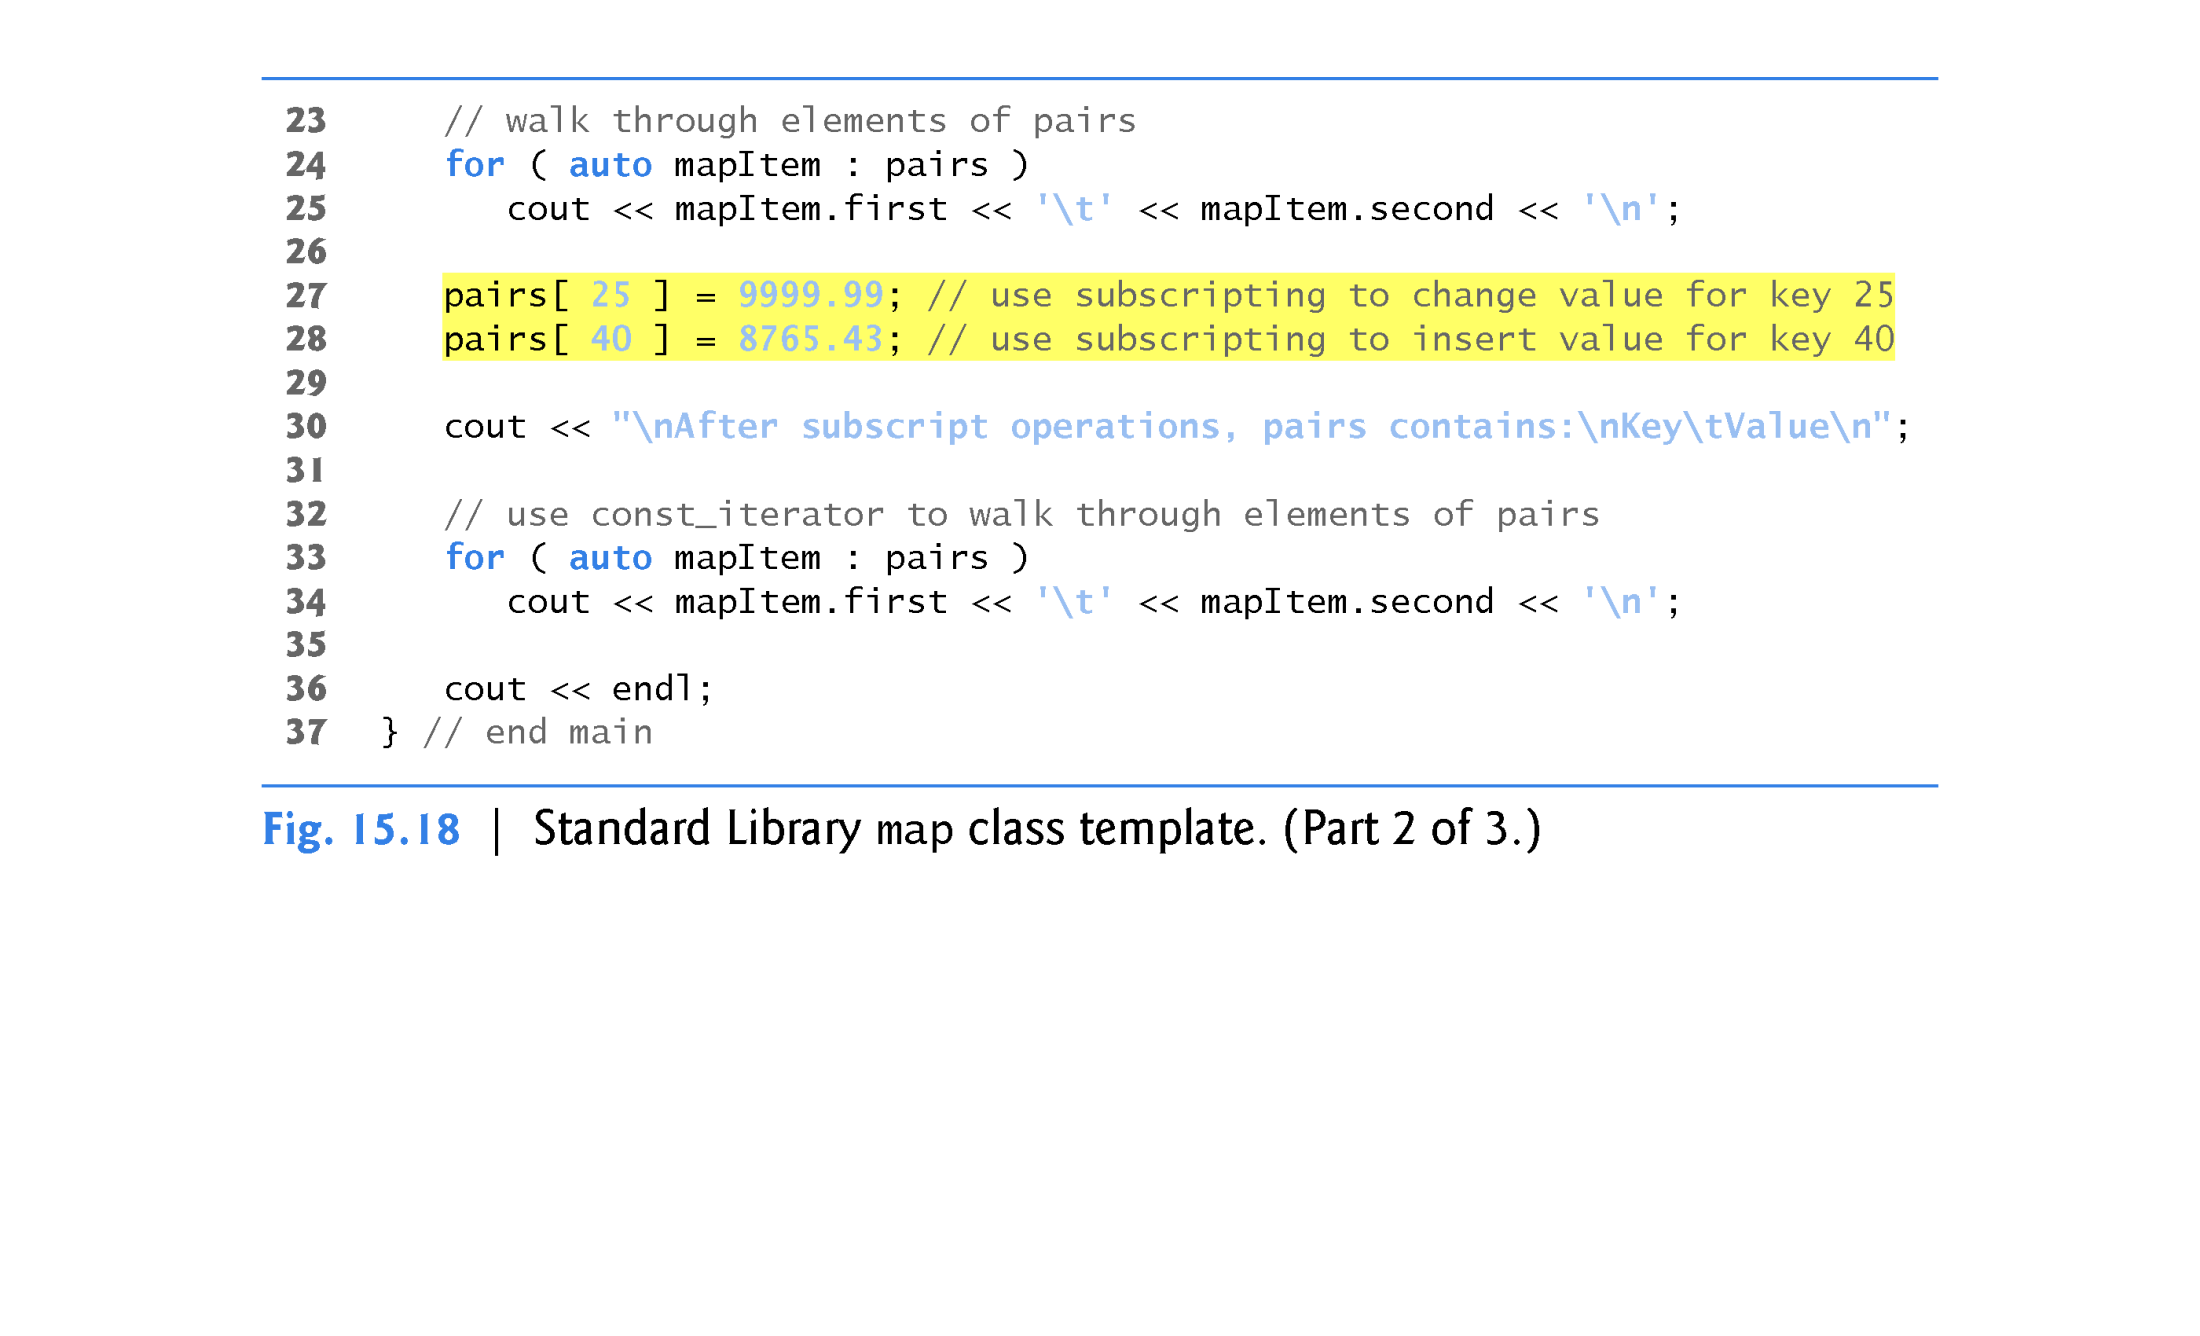 23 // walk through elements of pairs
24 for ( auto mapItem : pairs )
25 cout << mapItem.first << '\t' << mapItem.second << '\n';
26
27 pairs[ 25 ] = 9999.99; // use subscripting to change value for key 25
28 pairs[ 40 ] = 8765.43; // use subscripting to insert value for key 40
29
30 cout << "\nAfter subscript operations, pairs contains:\nKey\tValue\n";
31
32 // use const_iterator to walk through elements of pairs
33 for ( auto mapItem : pairs )
34 cout << mapItem.first << '\t' << mapItem.second << '\n';
35
36 cout << endl;
37 } // end main
Fig. 15.18 | Standard Library map class template. (Part 2 of 3.)